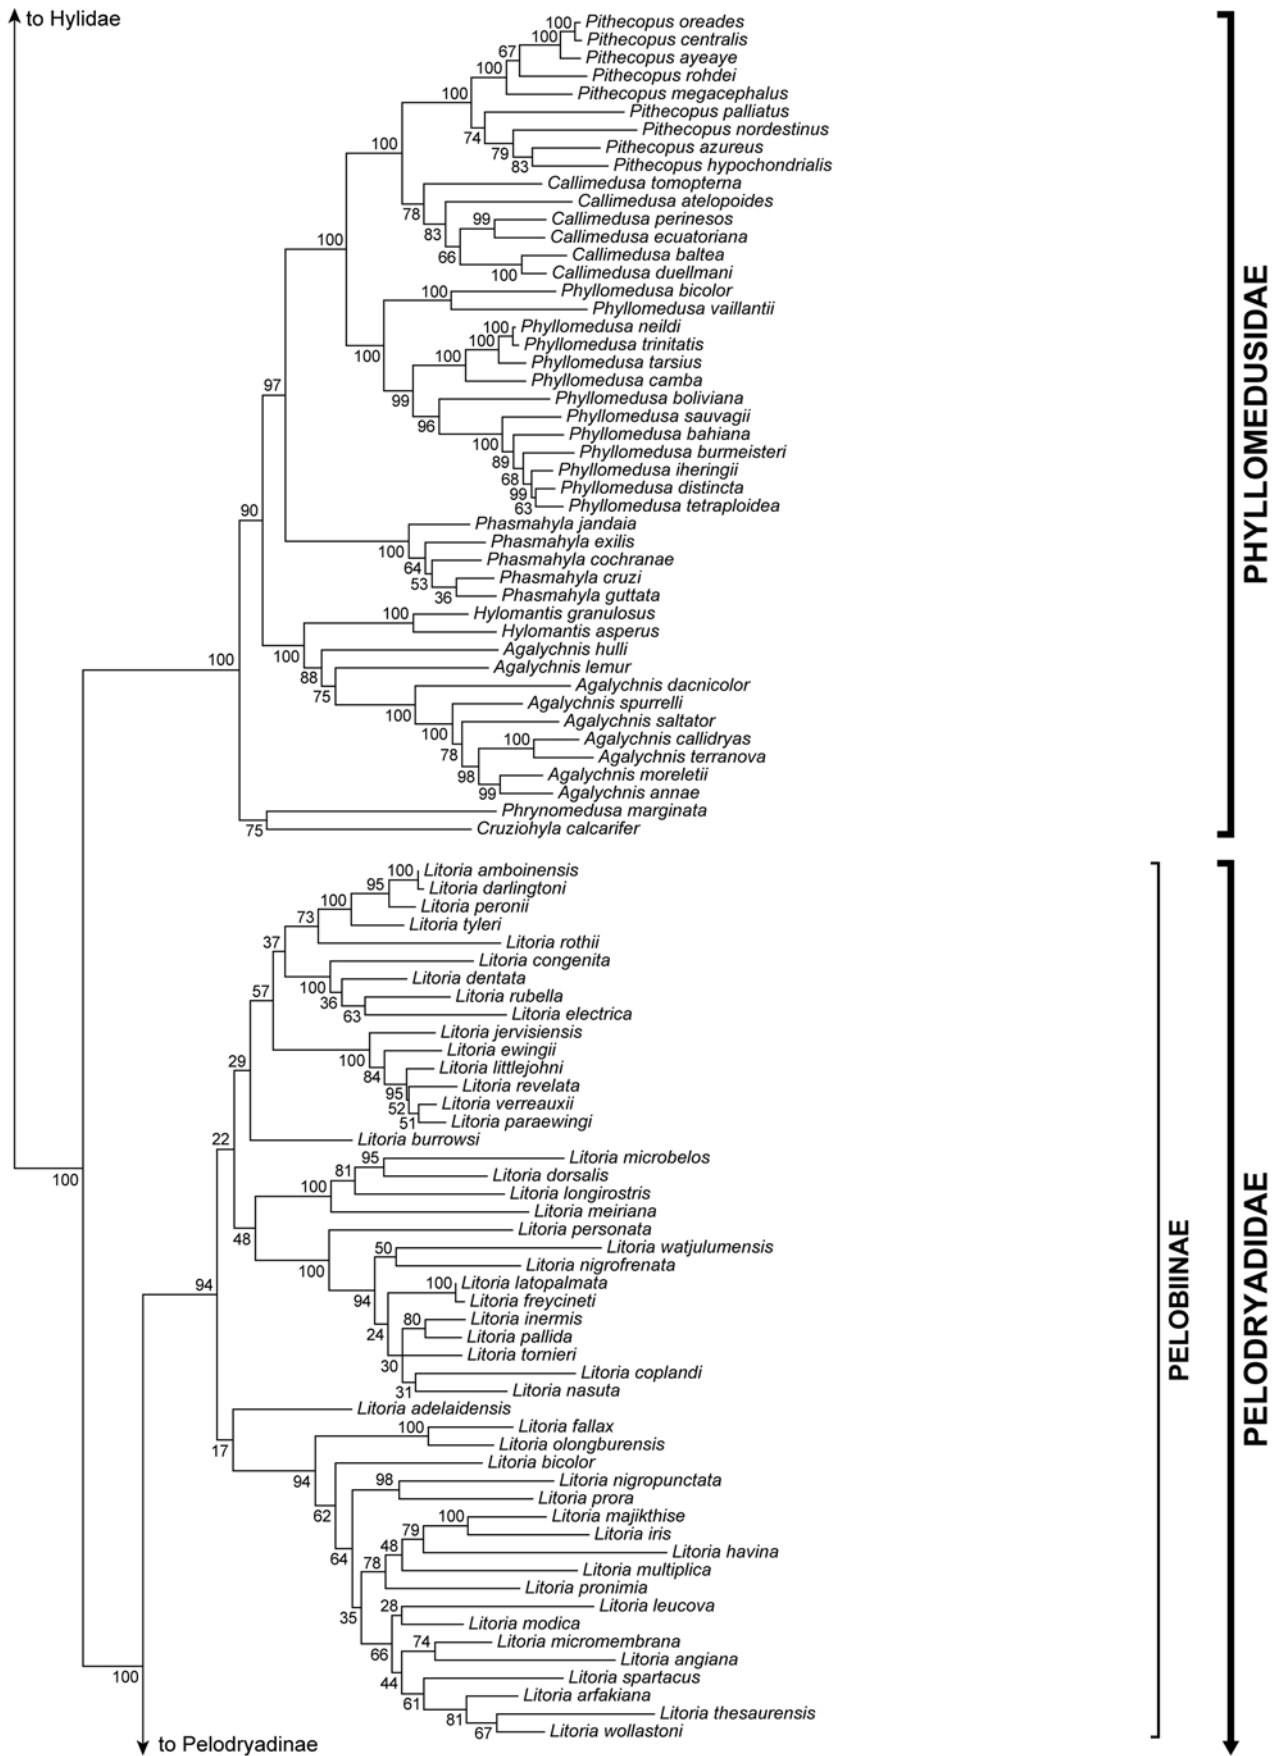 to Hylidae
100 Pithecopus oreades
100 Pithecopus centralis
Pithecopus ayeaye
67
Pithecopus rohdei
100
Pithecopus megacephalus
100
Pithecopus palliatus
74
Pithecopus nordestinus
79
Pithecopus azureus
83
Pithecopus hypochondrialis
100
Callimedusa tomopterna
78
Callimedusa atelopoides
83
99
Callimedusa perinesos
Callimedusa ecuatoriana
66
Callimedusa baltea
100
Callimedusa duellmani
100
100
Phyllomedusa bicolor
Phyllomedusa vaillantii
100
100 Phyllomedusa neildi
100
Phyllomedusa trinitatis
100
Phyllomedusa tarsius
Phyllomedusa camba
99
Phyllomedusa boliviana
96
Phyllomedusa sauvagii
100
Phyllomedusa bahiana
89
Phyllomedusa burmeisteri
68
Phyllomedusa iheringii
99
Phyllomedusa distincta
63
Phyllomedusa tetraploidea
97
Phasmahyla jandaia
100
Phasmahyla exilis
64
Phasmahyla cochranae
53
Phasmahyla cruzi
36
Phasmahyla guttata
90
100
Hylomantis granulosus
Hylomantis asperus
100
Agalychnis hulli
88
Agalychnis lemur
75
Agalychnis dacnicolor
100
Agalychnis spurrelli
100
Agalychnis saltator
78
100
Agalychnis callidryas
Agalychnis terranova
98
Agalychnis moreletii
99
Agalychnis annae
100
Phrynomedusa marginata
75
Cruziohyla calcarifer
PHYLLOMEDUSIDAE
100 Litoria amboinensis
95
Litoria darlingtoni
100
Litoria peronii
73
Litoria tyleri
37
Litoria rothii
Litoria congenita
100
Litoria dentata
36
Litoria rubella
63
Litoria electrica
57
Litoria jervisiensis
100
Litoria ewingii
84
Litoria littlejohni
95
Litoria revelata
52
Litoria verreauxii
51
Litoria paraewingi
29
Litoria burrowsi
22
95
Litoria microbelos
81
Litoria dorsalis
100
Litoria longirostris
Litoria meiriana
48
Litoria personata
100
50
Litoria watjulumensis
Litoria nigrofrenata
94
100
Litoria latopalmata
Litoria freycineti
24
80
Litoria inermis
Litoria pallida
Litoria tornieri
30
Litoria coplandi
31
Litoria nasuta
94
Litoria adelaidensis
17
100
Litoria fallax
Litoria olongburensis
94
Litoria bicolor
62
98
Litoria nigropunctata
Litoria prora
64
100
Litoria majikthise
79
Litoria iris
48
Litoria havina
78
Litoria multiplica
Litoria pronimia
35
28
Litoria leucova
Litoria modica
66
74
Litoria micromembrana
Litoria angiana
44
Litoria spartacus
61
Litoria arfakiana
81
Litoria thesaurensis
67
Litoria wollastoni
100
100
to Pelodryadinae
PELOBIINAE
PELODRYADIDAE